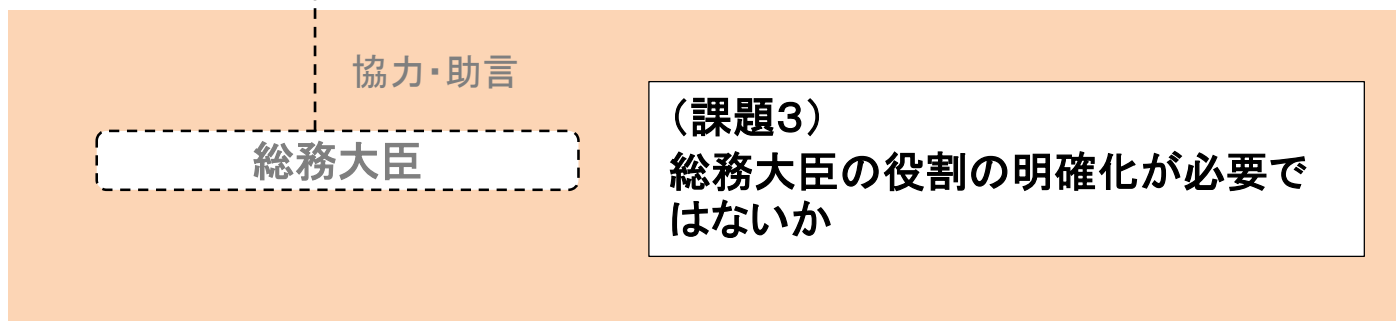 協力・助言
総務大臣
（課題３）
総務大臣の役割の明確化が必要で
はないか